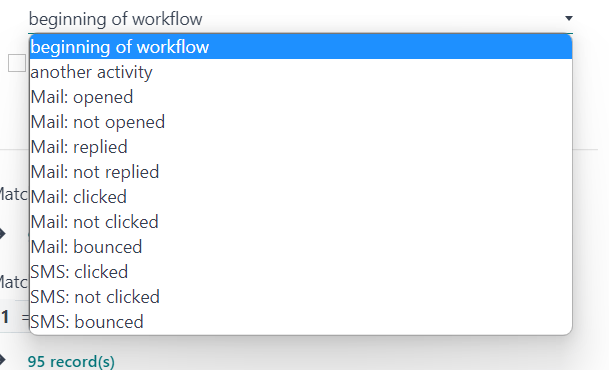 beginning of workflow
beginning of workflow
another activity
Mail: opened
Mail: not opened
Mail: replied
Mail: not replied
Mail: clicked
Mail: not clicked
Mail: bounced
SMS: clicked
SMS: not clicked
SMS: bounced
1 =
95 record(s)